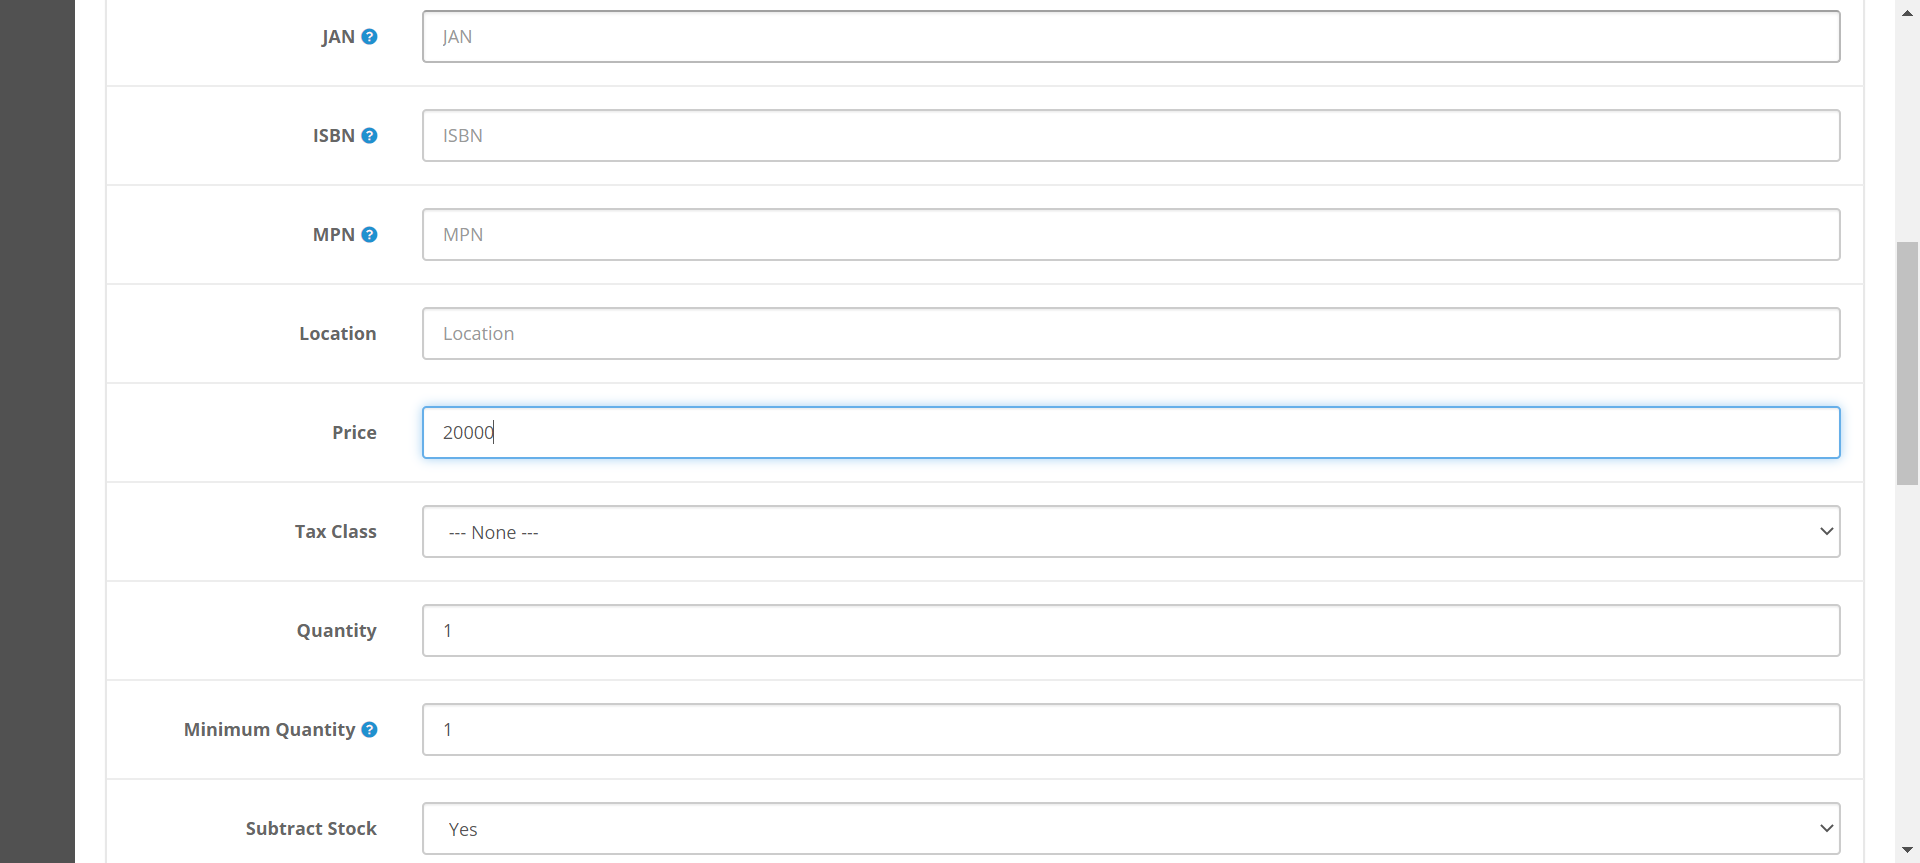 JAN ? JAN
ISBN ? ISBN
MPN ? MPN
Location Location
Price 20000
Tax Class --- None ---
Quantity 1
Minimum Quantity ? 1
Subtract Stock Yes